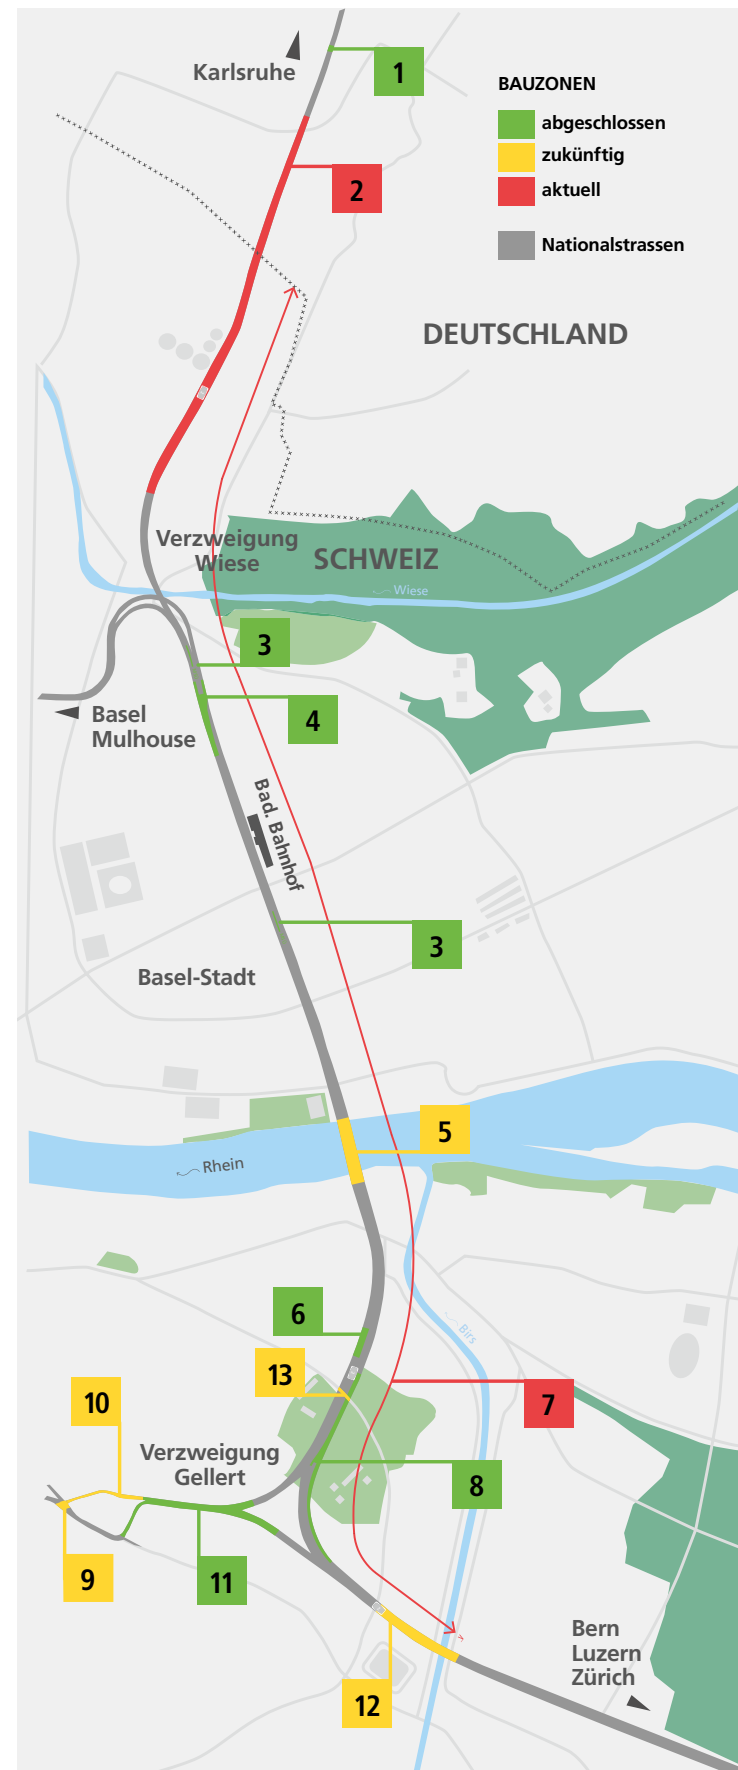 Karlsruhe
1
BAUZONEN
abgeschlossen
zukünftig
aktuell
Nationalstrassen
2
DEUTSCHLAND
Verzweigung
Wiese
SCHWEIZ
Wiese
3
4
Basel
Mulhouse
Bad. Bahnhof
3
Basel-Stadt
5
Rhein
6
Birs
13
10
7
Verzweigung
Gellert
8
9
11
Bern
Luzern
Zürich
12